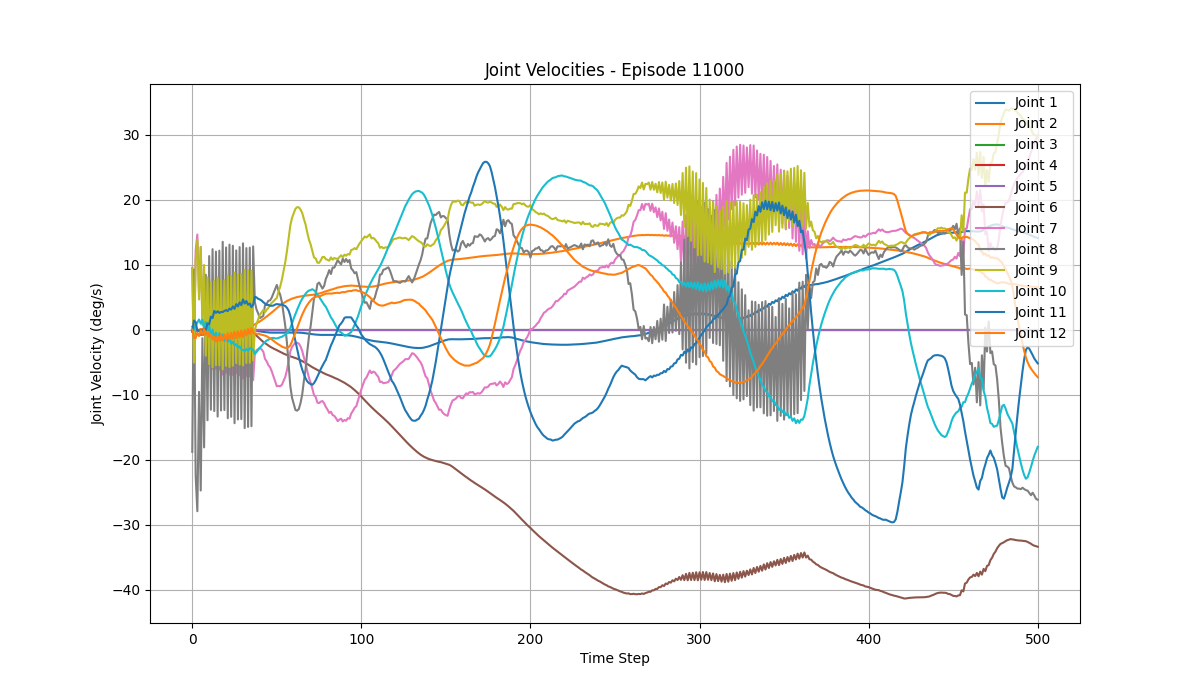 Joint Velocities - Episode 11000
Joint Velocity (deg/s)
30
20
10
0
−10
−20
−30
−40
0
100
200
300
400
500
Time Step
Joint 1
Joint 2
Joint 3
Joint 4
Joint 5
Joint 6
Joint 7
Joint 8
Joint 9
Joint 10
Joint 11
Joint 12